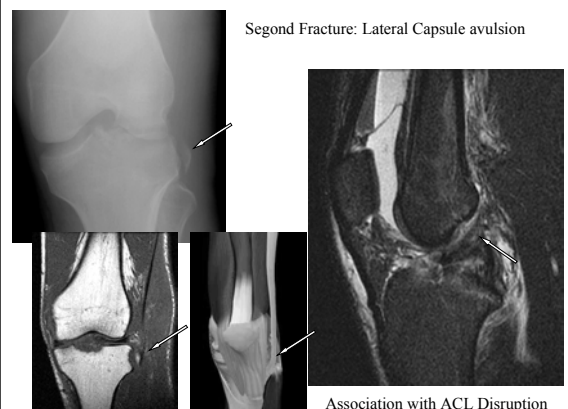 Segond Fracture: Lateral Capsule avulsion
Association with ACL Disruption